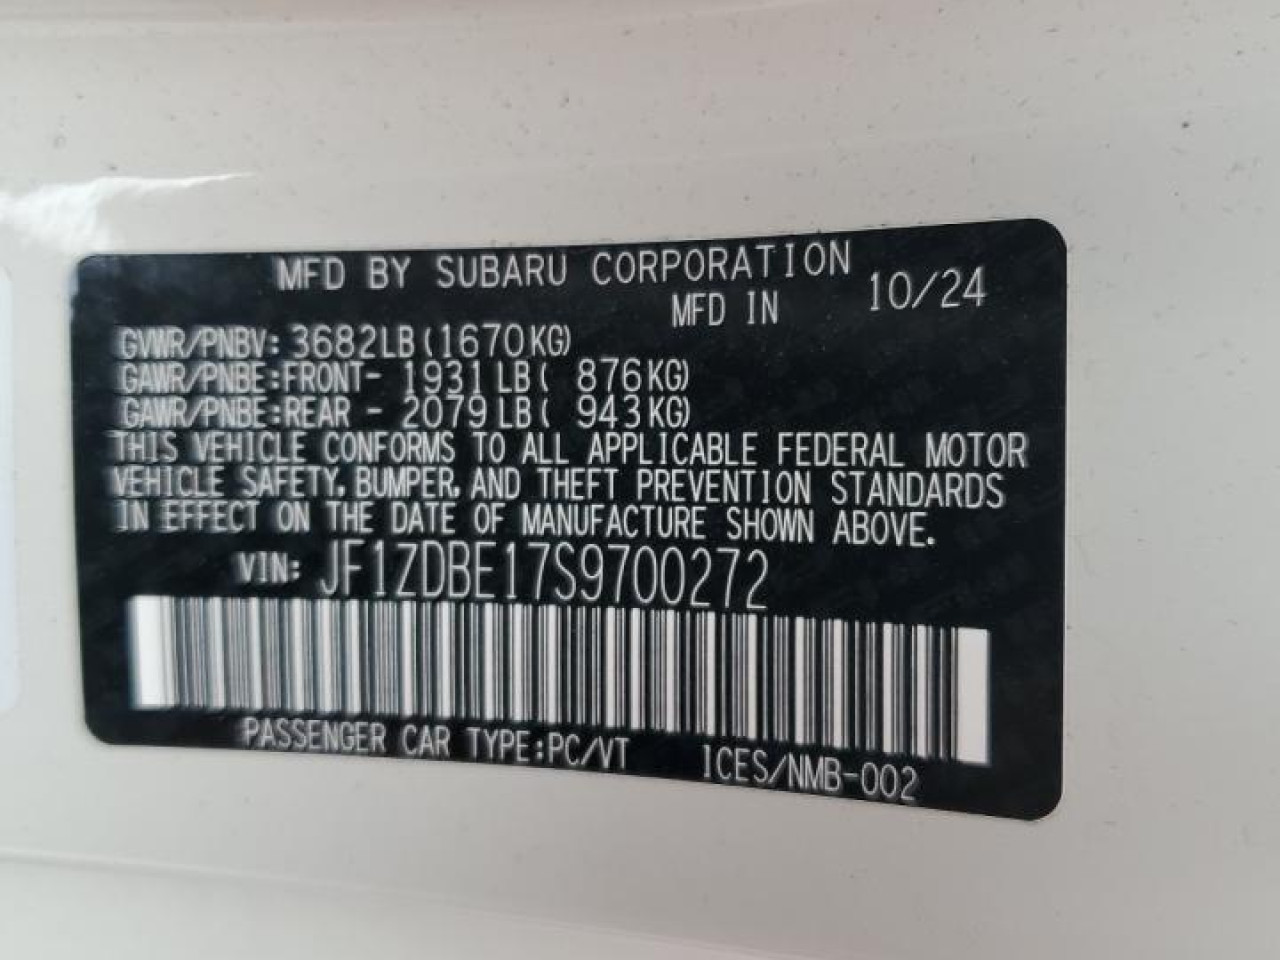 MFD BY SUBARU CORPORATION
MFD IN 10/24
GVWR/PNBV: 3682LB(1670KG)
GAWR/PNBE:FRONT- 1931LB( 876KG)
GAWR/PNBE:REAR - 2079LB( 943KG)
THIS VEHICLE CONFORMS TO ALL APPLICABLE FEDERAL MOTOR
VEHICLE SAFETY, BUMPER, AND THEFT PREVENTION STANDARDS
IN EFFECT ON THE DATE OF MANUFACTURE SHOWN ABOVE.
VIN: JF1ZDBE17S9700272
PASSENGER CAR TYPE:PC/VT ICES/NMB-002